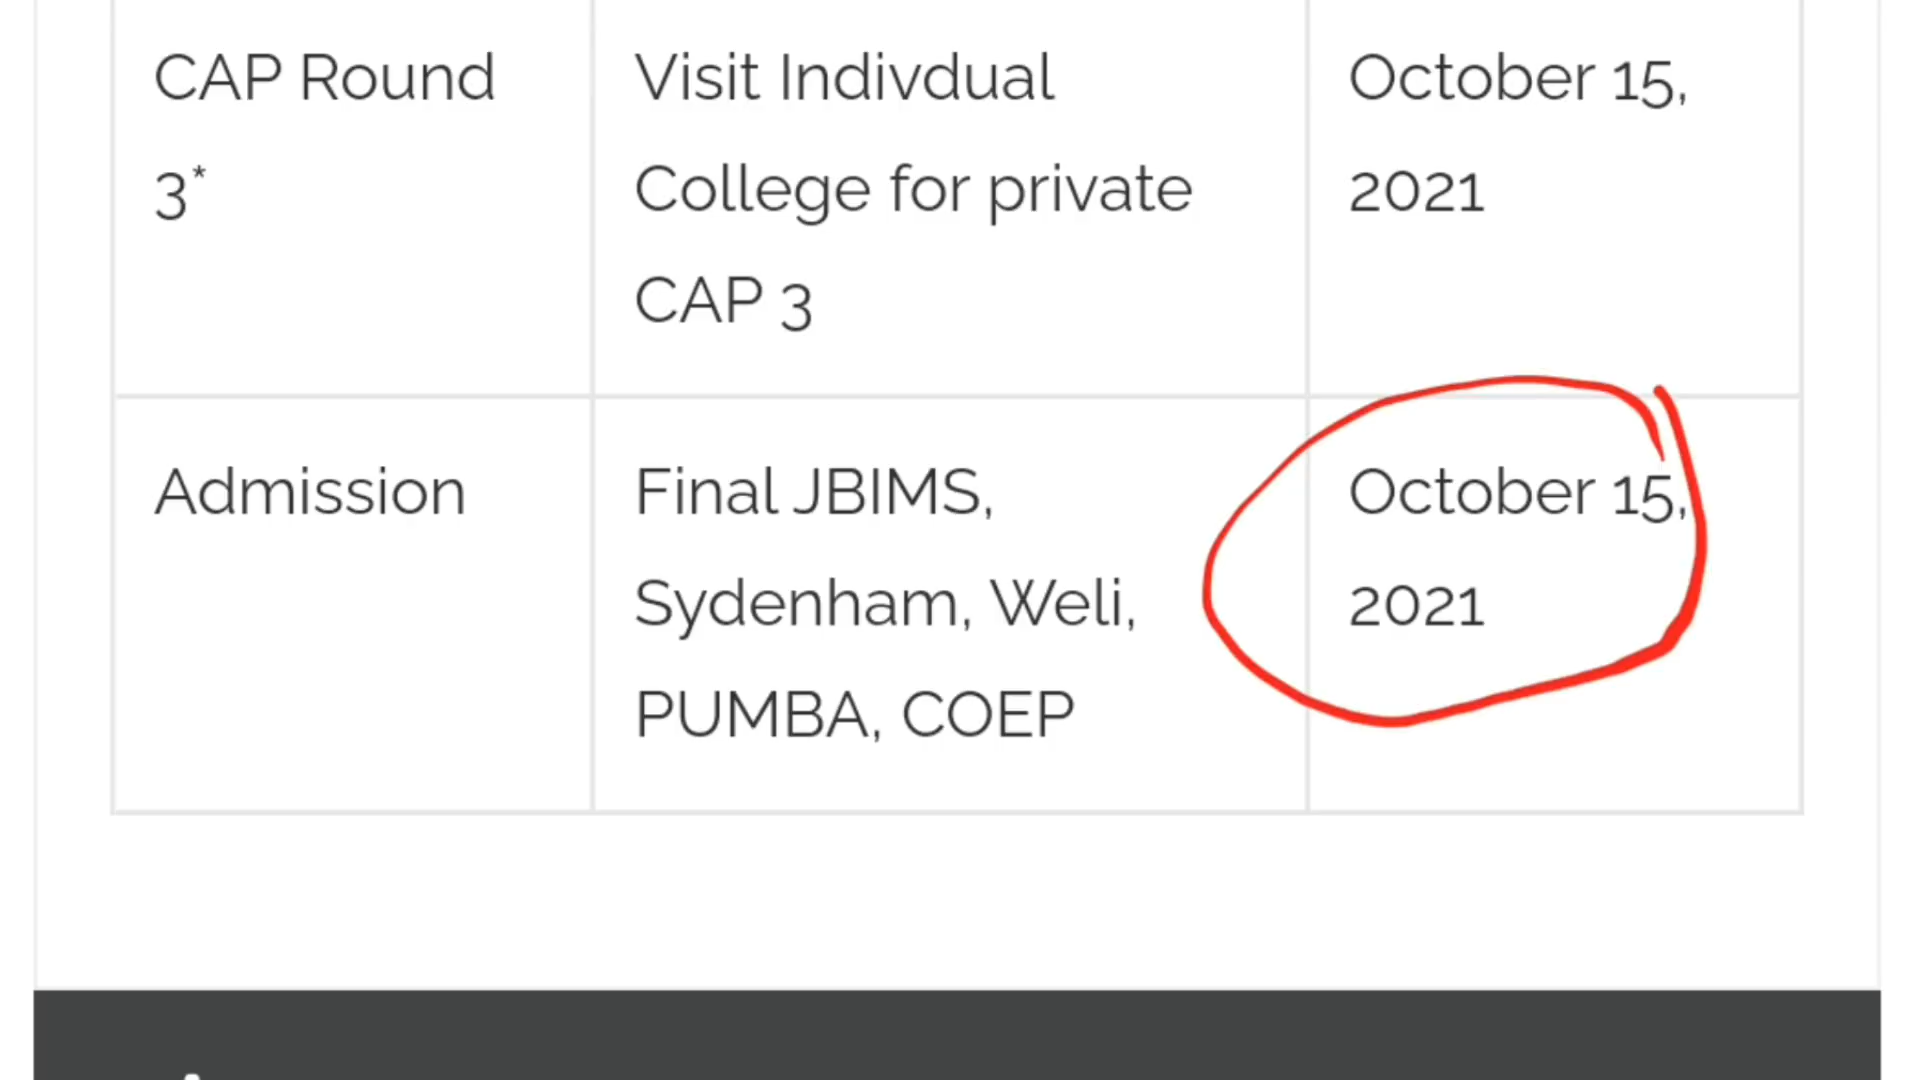 CAP Round
3*
Visit Indivdual
College for private
CAP 3
October 15,
2021
Admission
Final JBIMS,
Sydenham, Weli,
PUMBA, COEP
October 15,
2021